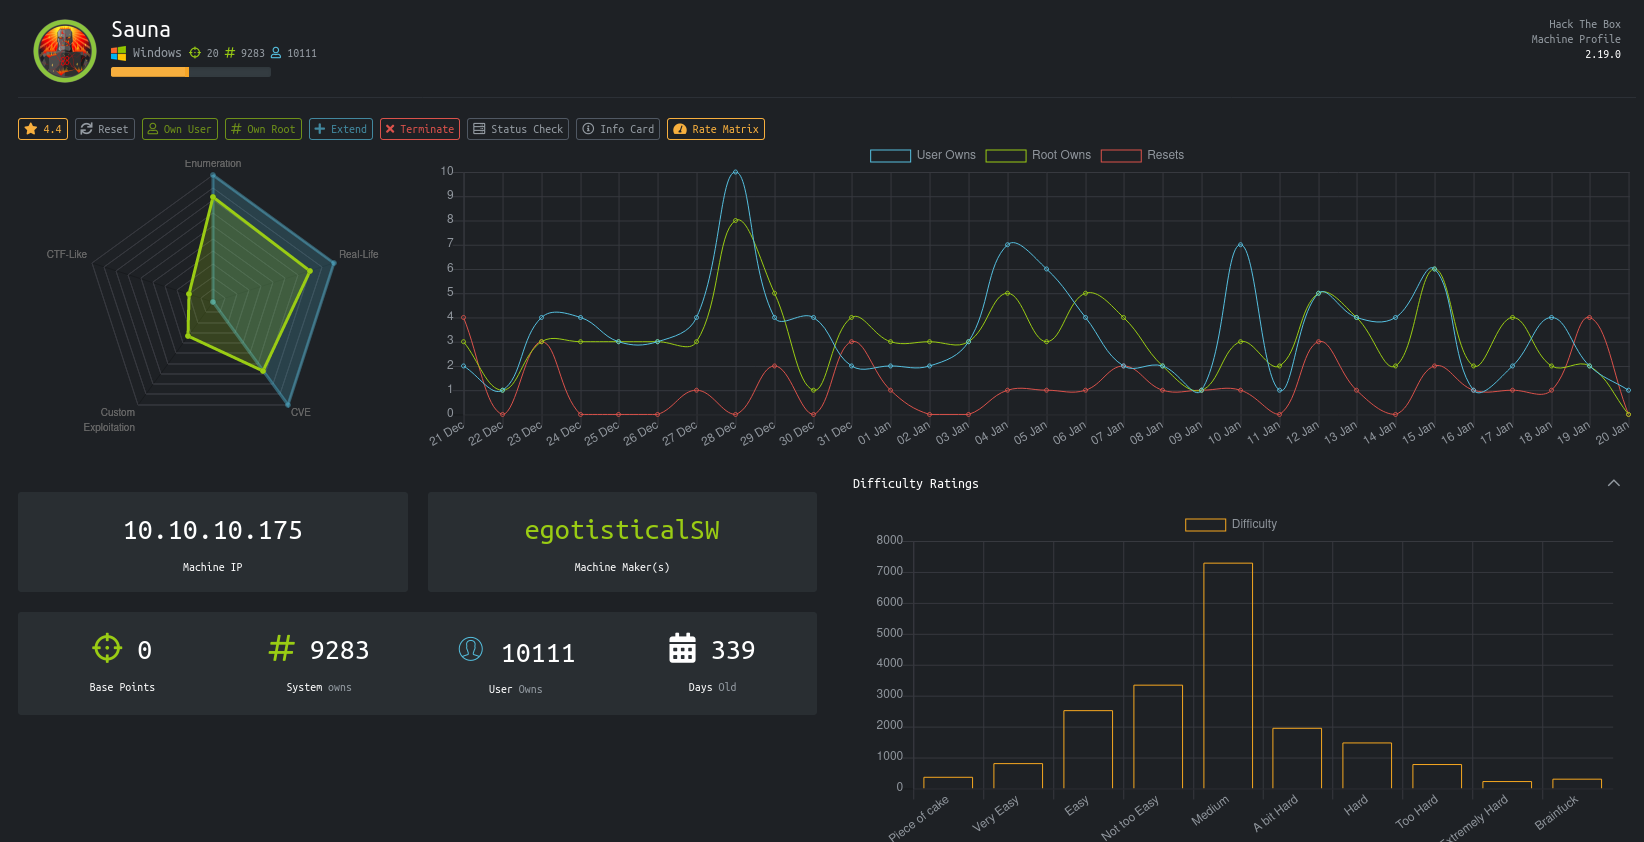 Sauna
Windows 20 9283 10111
Hack The Box
Machine Profile
2.19.0
4.4 Reset Own User Own Root Extend Terminate Status Check Info Card Rate Matrix
Enumeration
CTF-Like
Real-Life
Custom
Exploitation
CVE
User Owns Root Owns Resets
10
9
8
7
6
5
4
3
2
1
0
21 Dec 22 Dec 23 Dec 24 Dec 25 Dec 26 Dec 27 Dec 28 Dec 29 Dec 30 Dec 31 Dec 01 Jan 02 Jan 03 Jan 04 Jan 05 Jan 06 Jan 07 Jan 08 Jan 09 Jan 10 Jan 11 Jan 12 Jan 13 Jan 14 Jan 15 Jan 16 Jan 17 Jan 18 Jan 19 Jan 20 Jan
10.10.10.175
Machine IP
egotisticalSW
Machine Maker(s)
0 9283 10111 339
Base Points System owns User Owns Days Old
Difficulty Ratings
Difficulty
8000
7000
6000
5000
4000
3000
2000
1000
0
Piece of cake Very Easy Easy Not too Easy Medium A bit Hard Hard Too Hard xtremely Hard Brainfuck